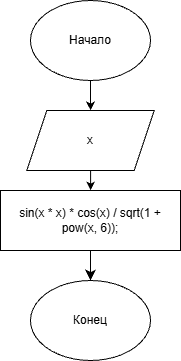 Начало
x
sin(x * x) * cos(x) / sqrt(1 +
pow(x, 6));
Конец